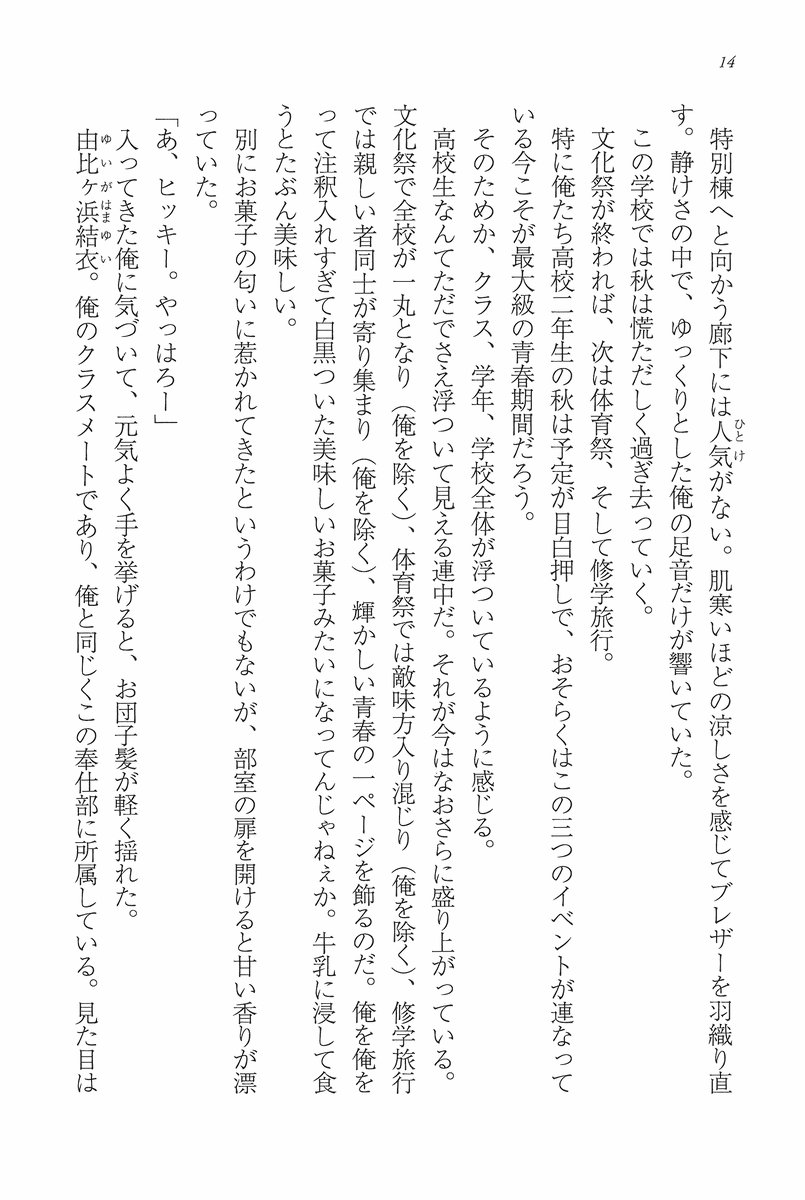 14
特別棟へと向かう廊下には人気がない。肌寒いほどの涼しさを感じてブレザーを羽織り直
ひとけ
す。静けさの中で、ゆっくりとした俺の足音だけが響いていた。
この学校では秋は慌ただしく過ぎ去っていく。
文化祭が終われば、次は体育祭、そして修学旅行。
特に俺たち高校二年生の秋は予定が目白押しで、おそらくはこの三つのイベントが連なって
いる今こそが最大級の青春期間だろう。
そのためか、クラス、学年、学校全体が浮ついているように感じる。
高校生なんてただでさえ浮ついて見える連中だ。それが今はなおさらに盛り上がっている。
文化祭で全校が一丸となり（俺を除く）、体育祭では敵味方入り混じり（俺を除く）、修学旅行
では親しい者同士が寄り集まり（俺を除く）、輝かしい青春の一ページを飾るのだ。俺を俺を
って注釈入れすぎて白黒ついた美味しいお菓子みたいになってんじゃねぇか。牛乳に浸して食
うとたぶん美味しい。
別にお菓子の匂いに惹かれてきたというわけでもないが、部室の扉を開けると甘い香りが漂
っていた。
「あ、ヒッキー。やっはろー」
入ってきた俺に気づいて、元気よく手を挙げると、お団子髪が軽く揺れた。
由比ヶ浜結衣。俺のクラスメートであり、俺と同じくこの奉仕部に所属している。見た目は
ゆいがはまゆい